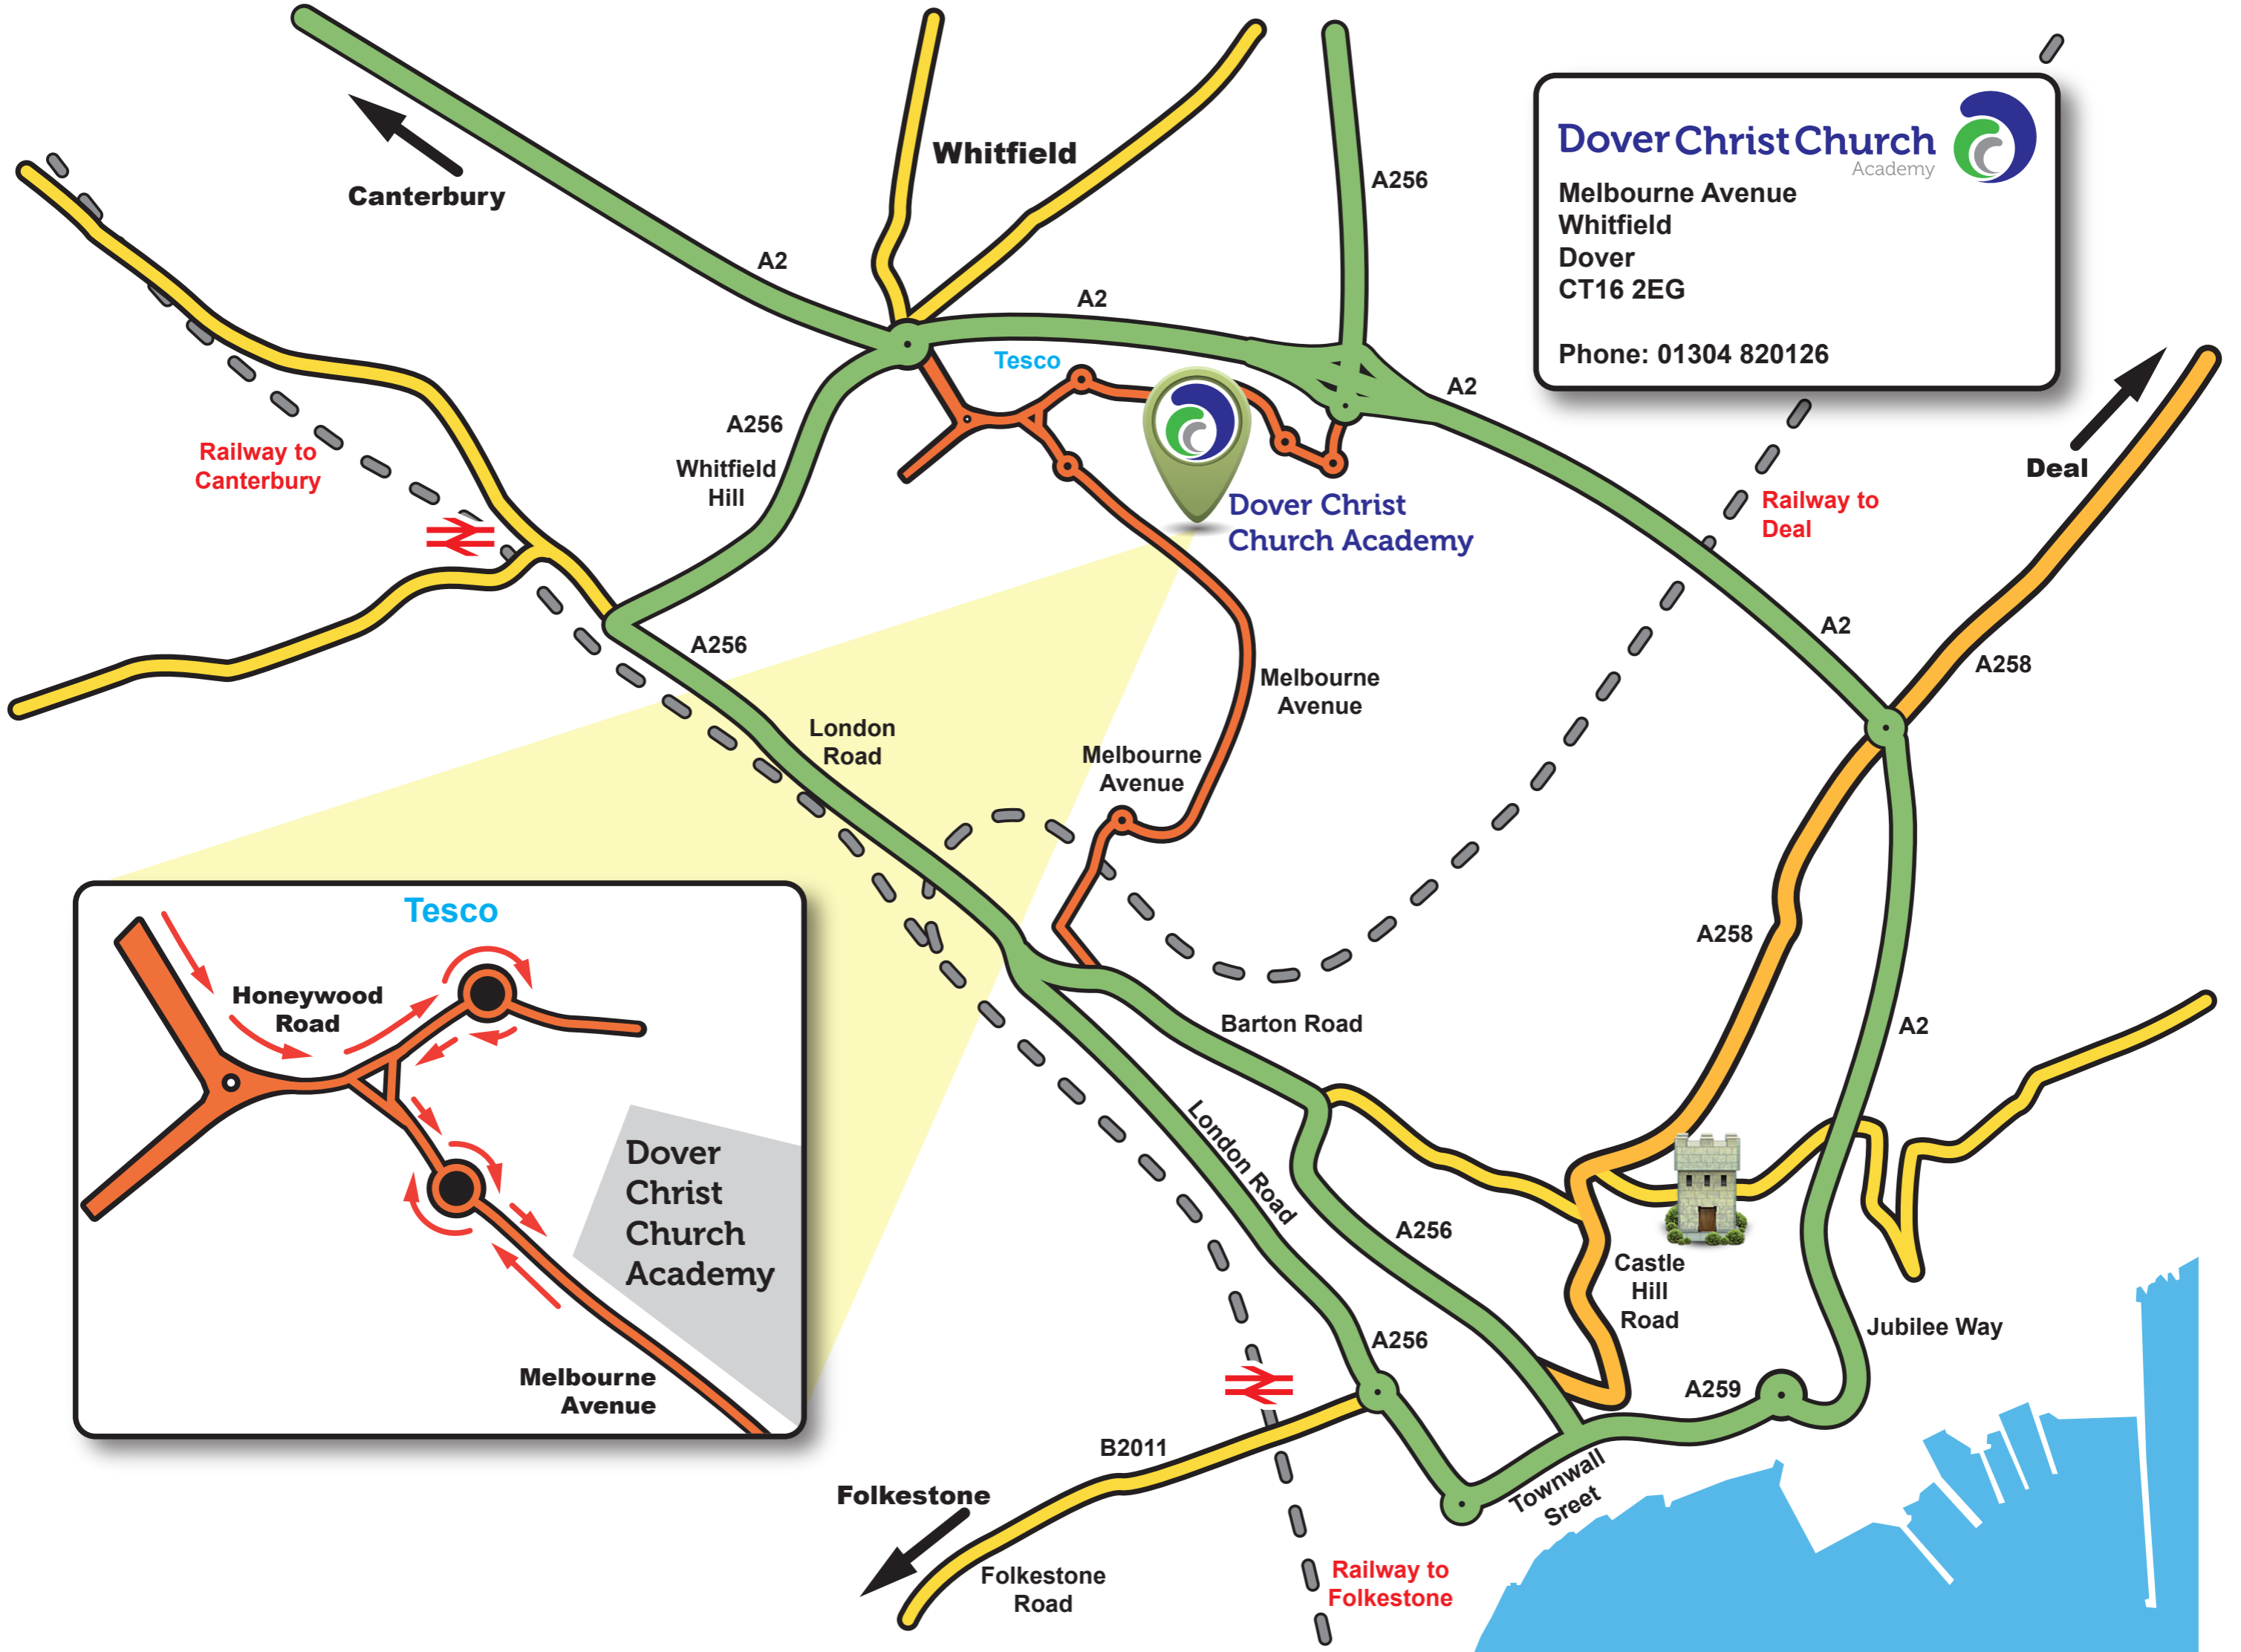 Whitfield
Canterbury
A256
A2
A2
Dover Christ Church
Academy
Melbourne Avenue
Whitfield
Dover
CT16 2EG
Phone: 01304 820126
Tesco
A2
A256
Whitfield
Hill
Railway to
Canterbury
Deal
Railway to
Deal
Dover Christ
Church Academy
A2
A258
A256
London
Road
Melbourne
Avenue
Melbourne
Avenue
A258
A2
Barton Road
London Road
A256
Castle
Hill
Road
Jubilee Way
A256
A259
B2011
Townwall
Sreet
Folkestone
Folkestone
Road
Railway to
Folkestone
Tesco
Honeywood
Road
Dover
Christ
Church
Academy
Melbourne
Avenue